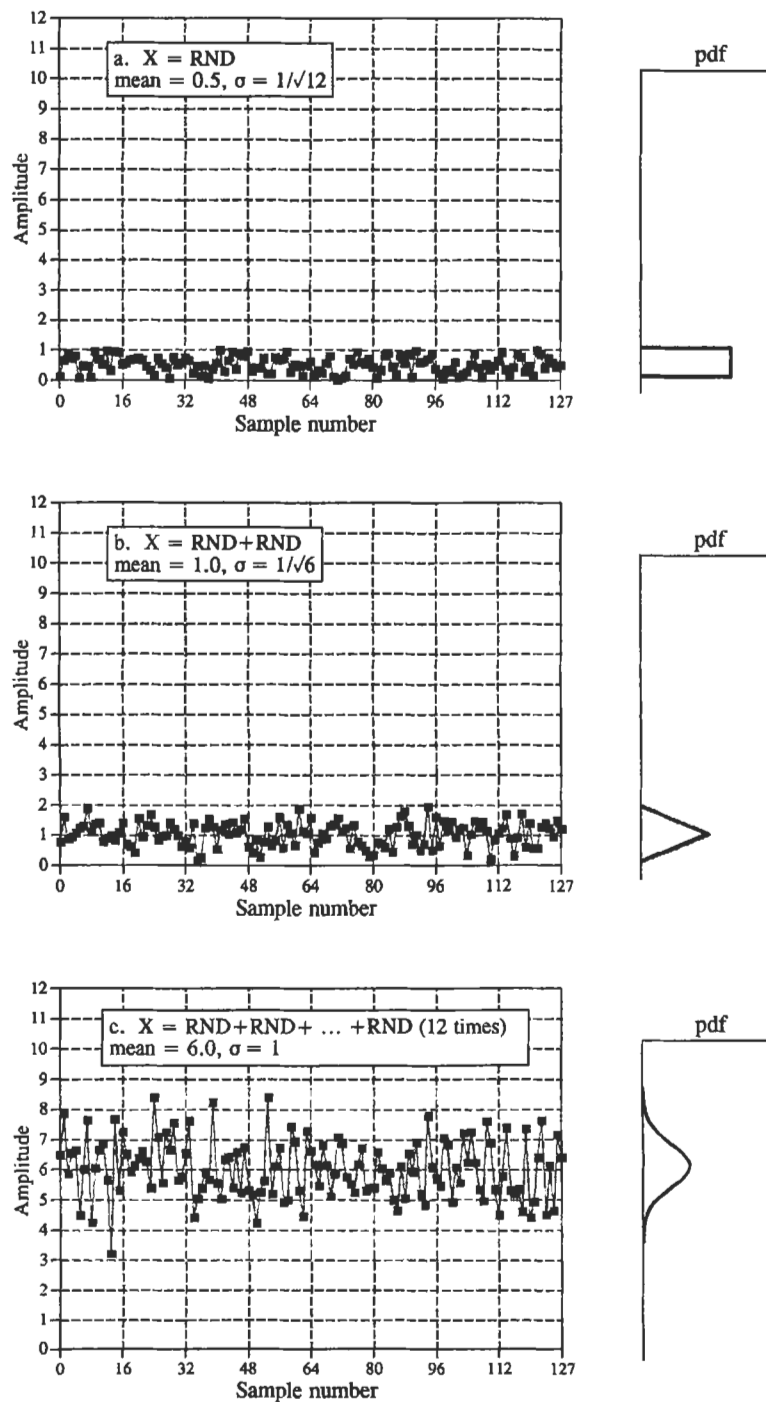 12
11
10
9
8
7
6
5
4
3
2
1
0
Amplitude
a. X = RND
mean = 0.5, σ = 1/√12
0 16 32 48 64 80 96 112 127
Sample number
pdf
12
11
10
9
8
7
6
5
4
3
2
1
0
Amplitude
b. X = RND+RND
mean = 1.0, σ = 1/√6
0 16 32 48 64 80 96 112 127
Sample number
pdf
12
11
10
9
8
7
6
5
4
3
2
1
0
Amplitude
c. X = RND+RND+ ... +RND (12 times)
mean = 6.0, σ = 1
0 16 32 48 64 80 96 112 127
Sample number
pdf